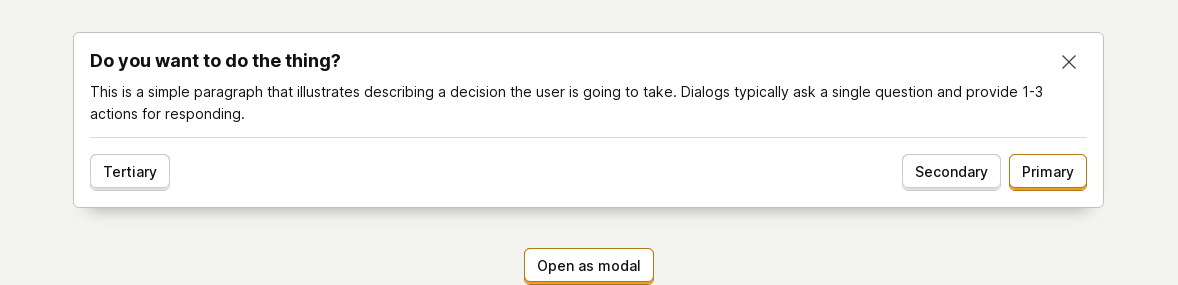 Do you want to do the thing?
This is a simple paragraph that illustrates describing a decision the user is going to take. Dialogs typically ask a single question and provide 1-3
actions for responding.
Tertiary
Secondary
Primary
Open as modal